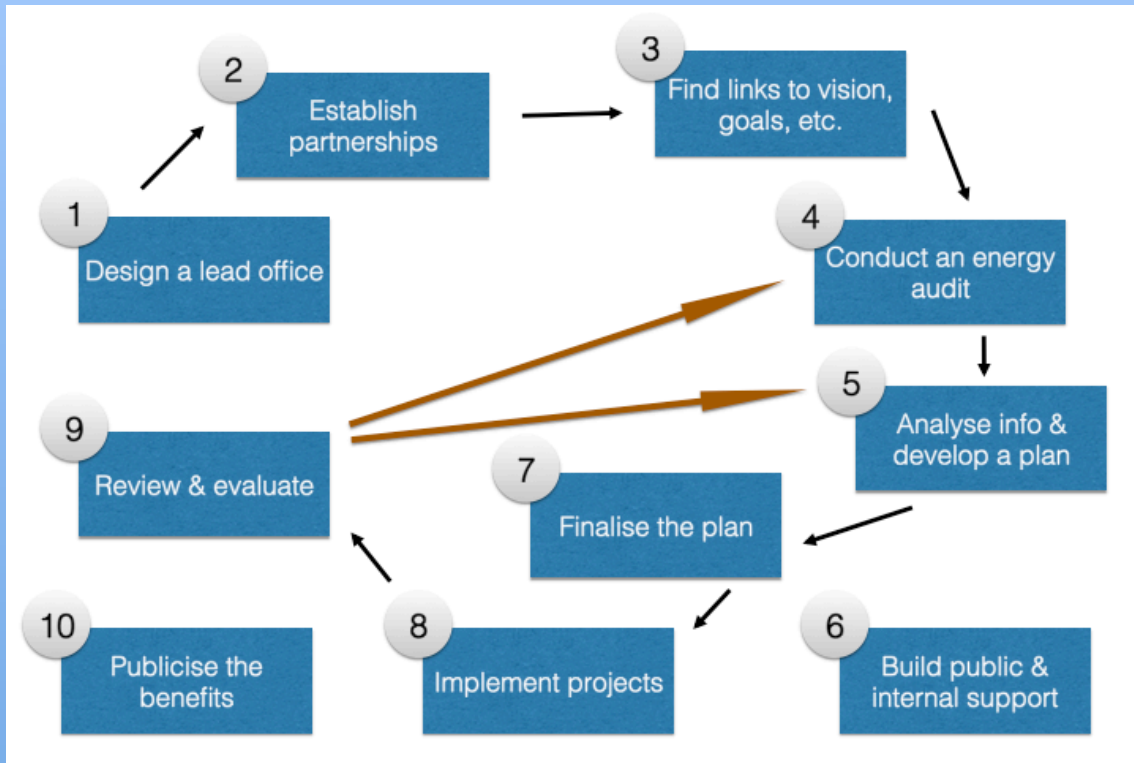 1
Design a lead office
2
Establish
partnerships
3
Find links to vision,
goals, etc.
4
Conduct an energy
audit
5
Analyse info &
develop a plan
6
Build public &
internal support
7
Finalise the plan
8
Implement projects
9
Review & evaluate
10
Publicise the
benefits